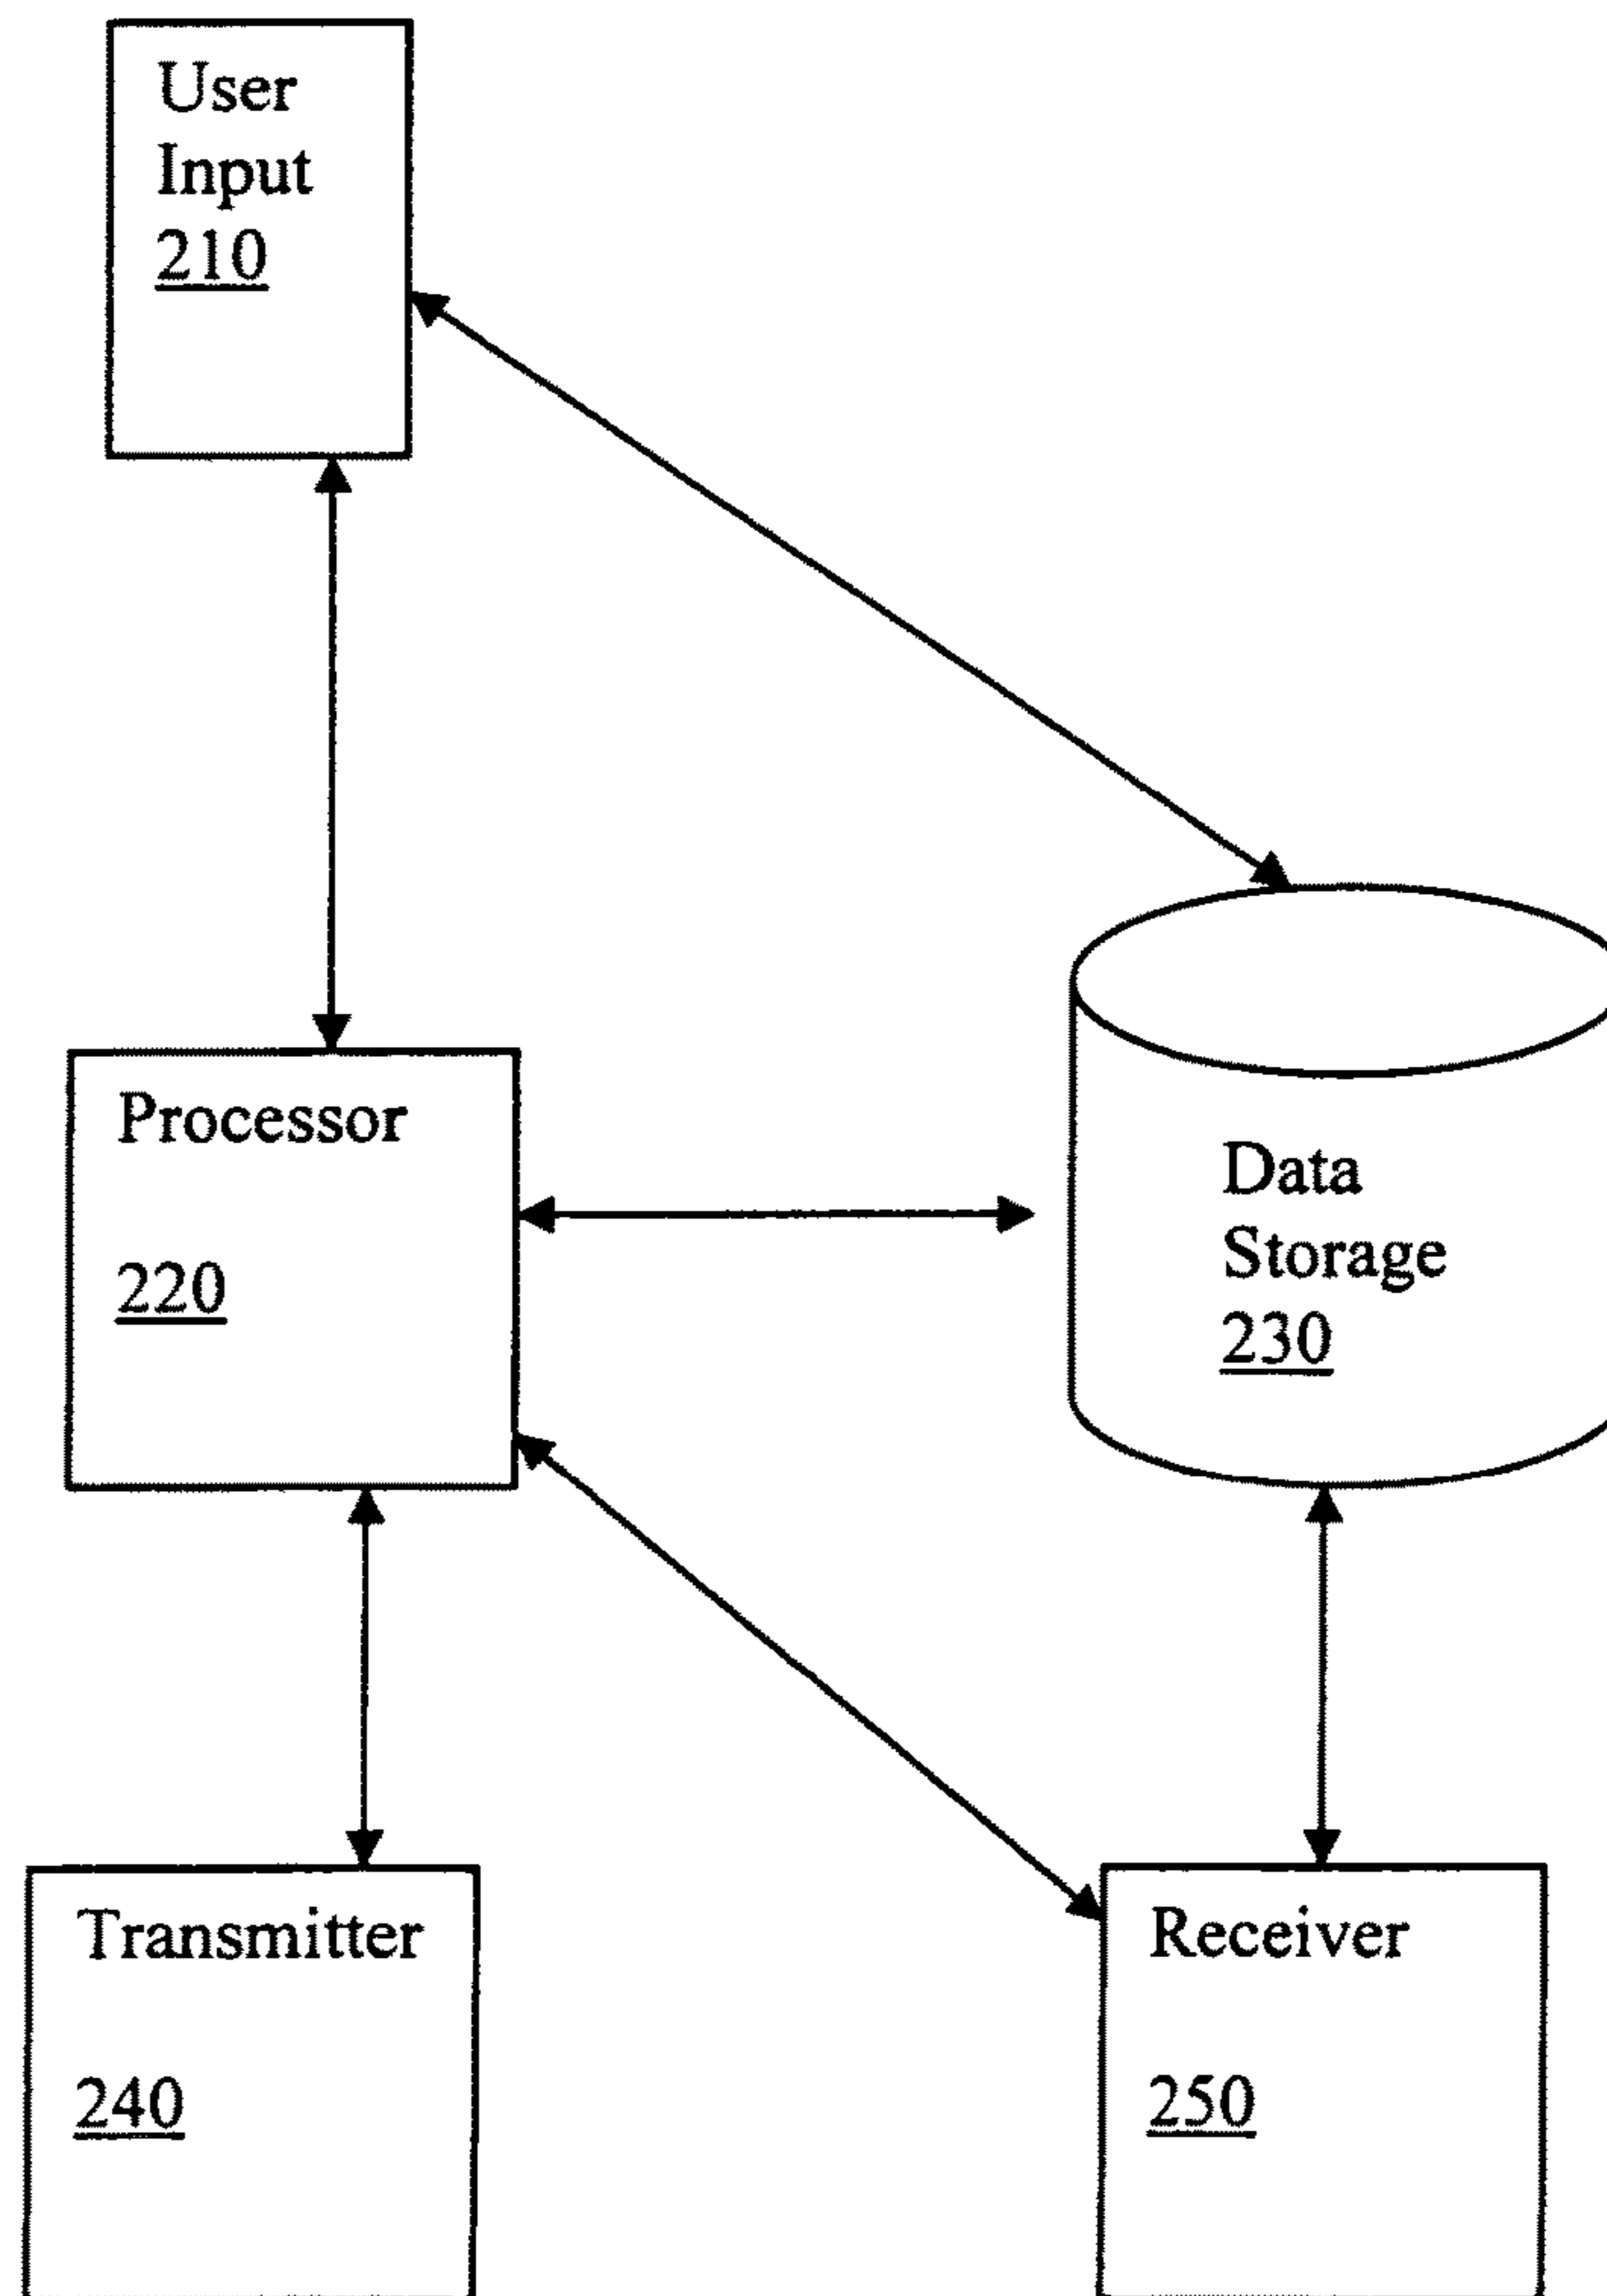 User
Input
210
Processor
220
Data
Storage
230
Transmitter
240
Receiver
250